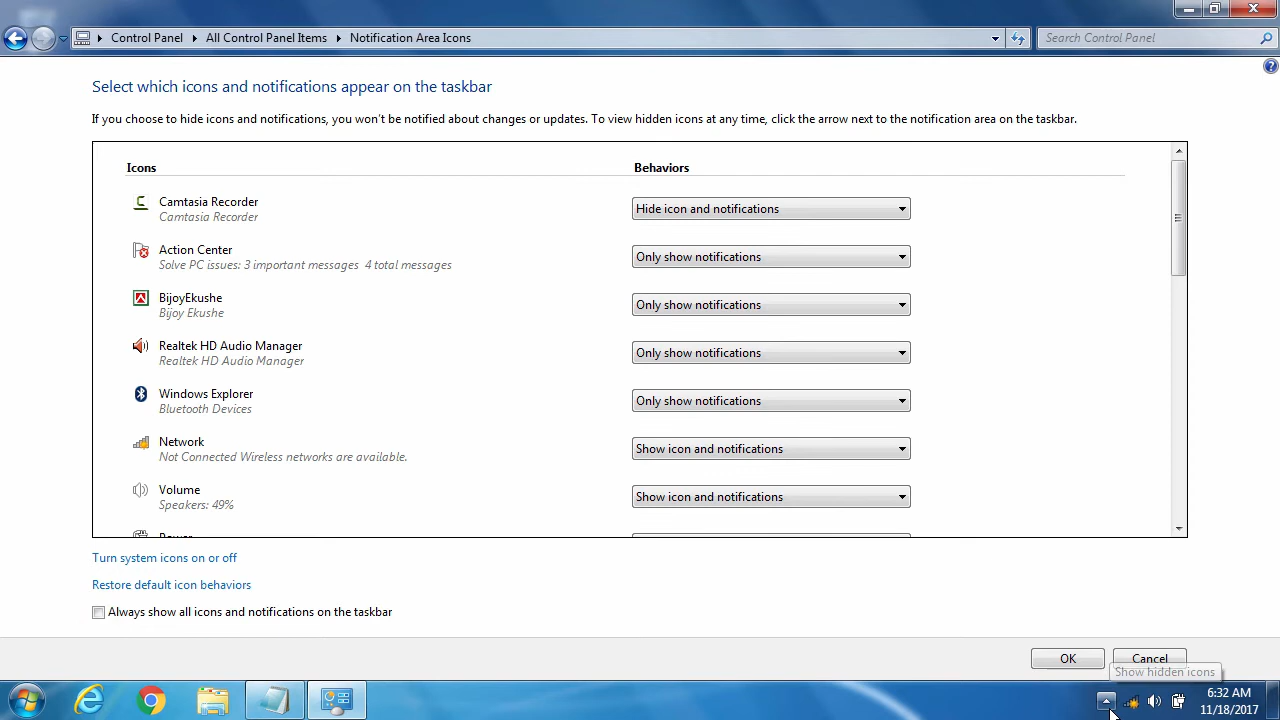 Control Panel
All Control Panel Items
Notification Area Icons
Search Control Panel
Select which icons and notifications appear on the taskbar
If you choose to hide icons and notifications, you won't be notified about changes or updates. To view hidden icons at any time, click the arrow next to the notification area on the taskbar.
Icons
Behaviors
Camtasia Recorder
Camtasia Recorder
Hide icon and notifications
Action Center
Solve PC issues: 3 important messages 4 total messages
Only show notifications
BijoyEkushe
Bijoy Ekushe
Only show notifications
Realtek HD Audio Manager
Realtek HD Audio Manager
Only show notifications
Windows Explorer
Bluetooth Devices
Only show notifications
Network
Not Connected Wireless networks are available.
Show icon and notifications
Volume
Speakers: 49%
Show icon and notifications
Power
Turn system icons on or off
Restore default icon behaviors
Always show all icons and notifications on the taskbar
OK
Cancel
Show hidden icons
6:32 AM
11/18/2017